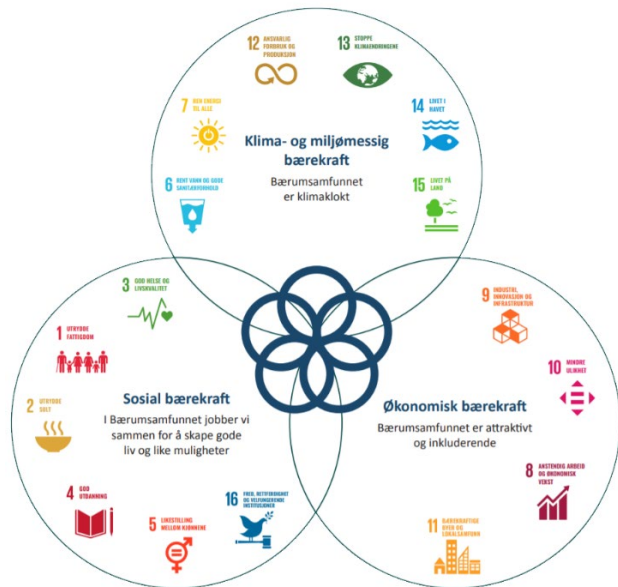 12 ANSVARLIG
FORBRUK OG
PRODUKSJON
13 STOPPE
KLIMAENDRINGENE
7 REN ENERGI
TIL ALLE
14 LIVET I
HAVET
Klima- og miljømessig
bærekraft
Bærumsamfunnet
er klimaklokt
6 RENT VANN OG GODE
SANITÆRFORHOLD
15 LIVET PÅ
LAND
3 GOD HELSE OG
LIVSKVALITET
9 INDUSTRI,
INNOVASJON OG
INFRASTRUKTUR
1 UTRYDDE
FATTIGDOM
10 MINDRE
ULIKHET
2 UTRYDDE
SULT
Sosial bærekraft
I Bærumsamfunnet jobber vi
sammen for å skape gode
liv og like muligheter
Økonomisk bærekraft
Bærumsamfunnet er attraktivt
og inkluderende
4 GOD
UTDANNING
5 LIKESTILLING
MELLOM KJØNNENE
16 FRED, RETTFERDIGHET
OG VELFUNGERENDE
INSTITUSJONER
8 ANSTENDIG ARBEID
OG ØKONOMISK
VEKST
11 BÆREKRAFTIGE
BYER OG
LOKALSAMFUNN